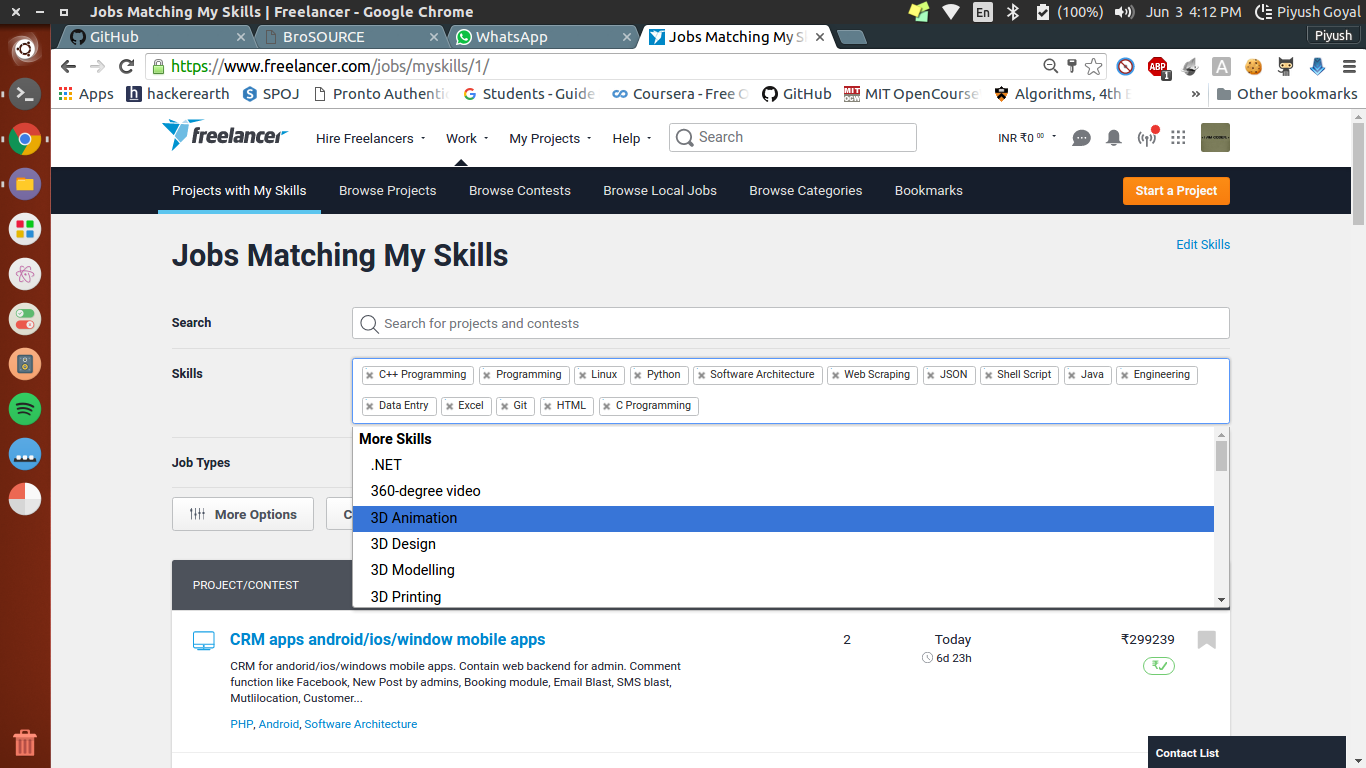 Jobs Matching My Skills | Freelancer - Google Chrome
En
(100%)
Jun 3 4:12 PM
Piyush Goyal
GitHub
BroSOURCE
WhatsApp
Jobs Matching My S
Piyush
https://www.freelancer.com/jobs/myskills/1/
ABP
1
A
Apps
hackerearth
SPOJ
Pronto Authenti
Students - Guide
Coursera - Free O
GitHub
MIT OpenCourse
Algorithms, 4th E
»
Other bookmarks
freelancer
Hire Freelancers
Work
My Projects
Help
Search
INR ₹0 00
Projects with My Skills
Browse Projects
Browse Contests
Browse Local Jobs
Browse Categories
Bookmarks
Start a Project
Jobs Matching My Skills
Edit Skills
Search
Search for projects and contests
Skills
C++ Programming
Programming
Linux
Python
Software Architecture
Web Scraping
JSON
Shell Script
Java
Engineering
Data Entry
Excel
Git
HTML
C Programming
More Skills
.NET
360-degree video
3D Animation
3D Design
3D Modelling
3D Printing
Job Types
More Options
C
PROJECT/CONTEST
CRM apps android/ios/window mobile apps
2
Today
₹299239
6d 23h
CRM for andorid/ios/windows mobile apps. Contain web backend for admin. Comment
function like Facebook, New Post by admins, Booking module, Email Blast, SMS blast,
Mutlilocation, Customer...
PHP, Android, Software Architecture
Contact List